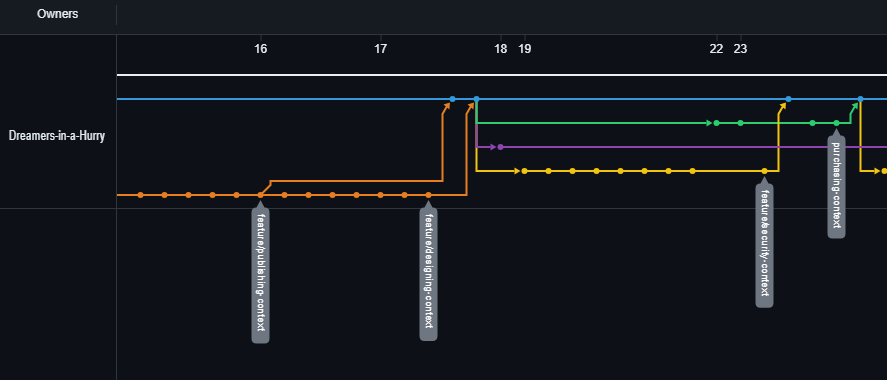 Owners
16 17 18 19 22 23
Dreamers-in-a-Hurry
feature/publishing-context
feature/designing-context
feature/security-context
purchasing-context